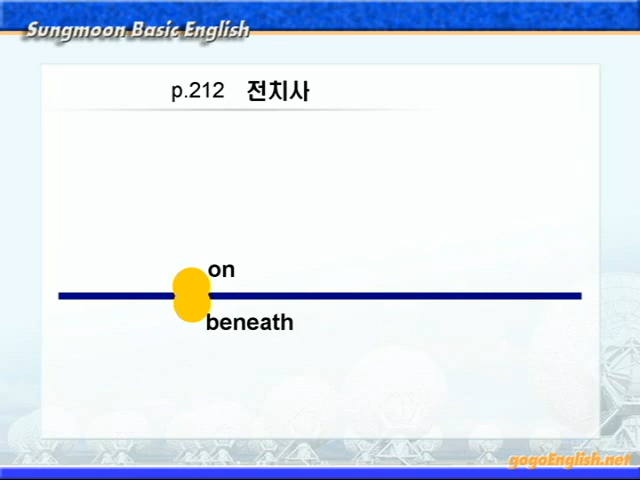 Sungmoon Basic English
p.212 전치사
on
beneath
gogoEnglish.net